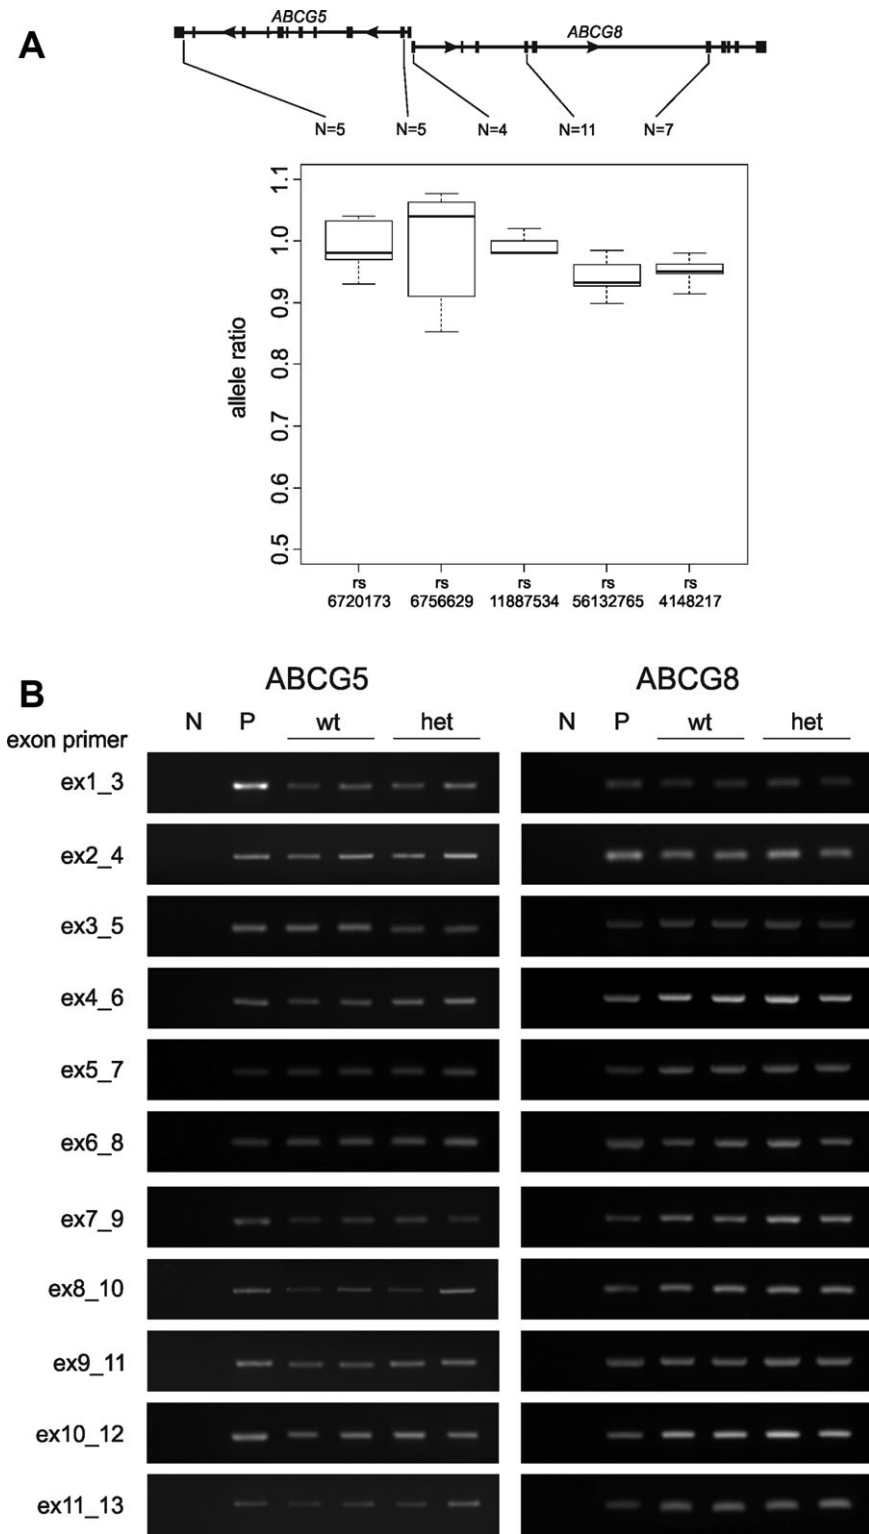 A
ABCG5
ABCG8
N=5 N=5 N=4 N=11 N=7
allele ratio
1.1
1.0
0.9
0.8
0.7
0.6
0.5
rs rs rs rs rs
6720173 6756629 11887534 56132765 4148217
B
ABCG5 ABCG8
N P wt het N P wt het
exon primer
ex1_3
ex2_4
ex3_5
ex4_6
ex5_7
ex6_8
ex7_9
ex8_10
ex9_11
ex10_12
ex11_13